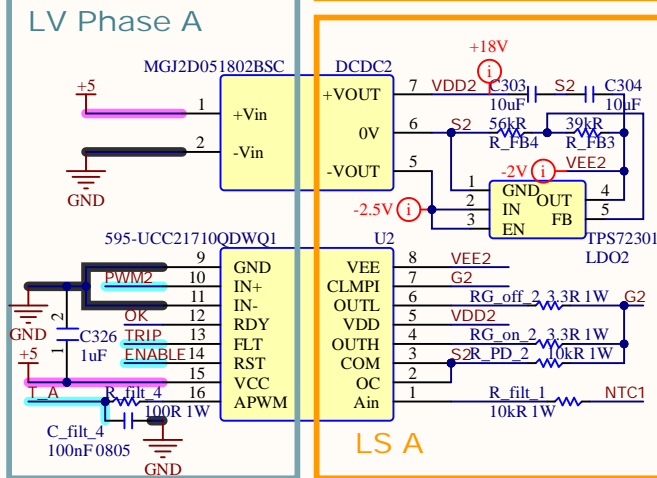 LV Phase A
MGJ2D051802BSC
DCDC2
+18V
+5
1
+Vin
+VOUT
7
VDD2
i
C303
10uF
S2
C304
10uF
2
-Vin
0V
6
S2
56kR
R_FB4
39kR
R_FB3
GND
-VOUT
5
-2V
i
VEE2
-2.5V
i
1
2
3
GND
IN
EN
OUT
FB
4
5
TPS72301
LDO2
595-UCC21710QDWQ1
U2
9
GND
VEE
8
VEE2
PWM2
10
IN+
CLMPI
7
G2
11
IN-
OUTL
6
RG_off_2 3.3R 1W
G2
GND
OK
12
RDY
VDD
5
VDD2
2
C326
1uF
1
TRIP
13
FLT
OUTH
4
RG_on_2 3.3R 1W
ENABLE
14
RST
COM
3
S2
R_PD_2 10kR 1W
+5
15
VCC
OC
2
T_A
R_filt_4
100R 1W
16
APWM
Ain
1
R_filt_1
10kR 1W
NTC1
C_filt_4
100nF 0805
GND
LS A